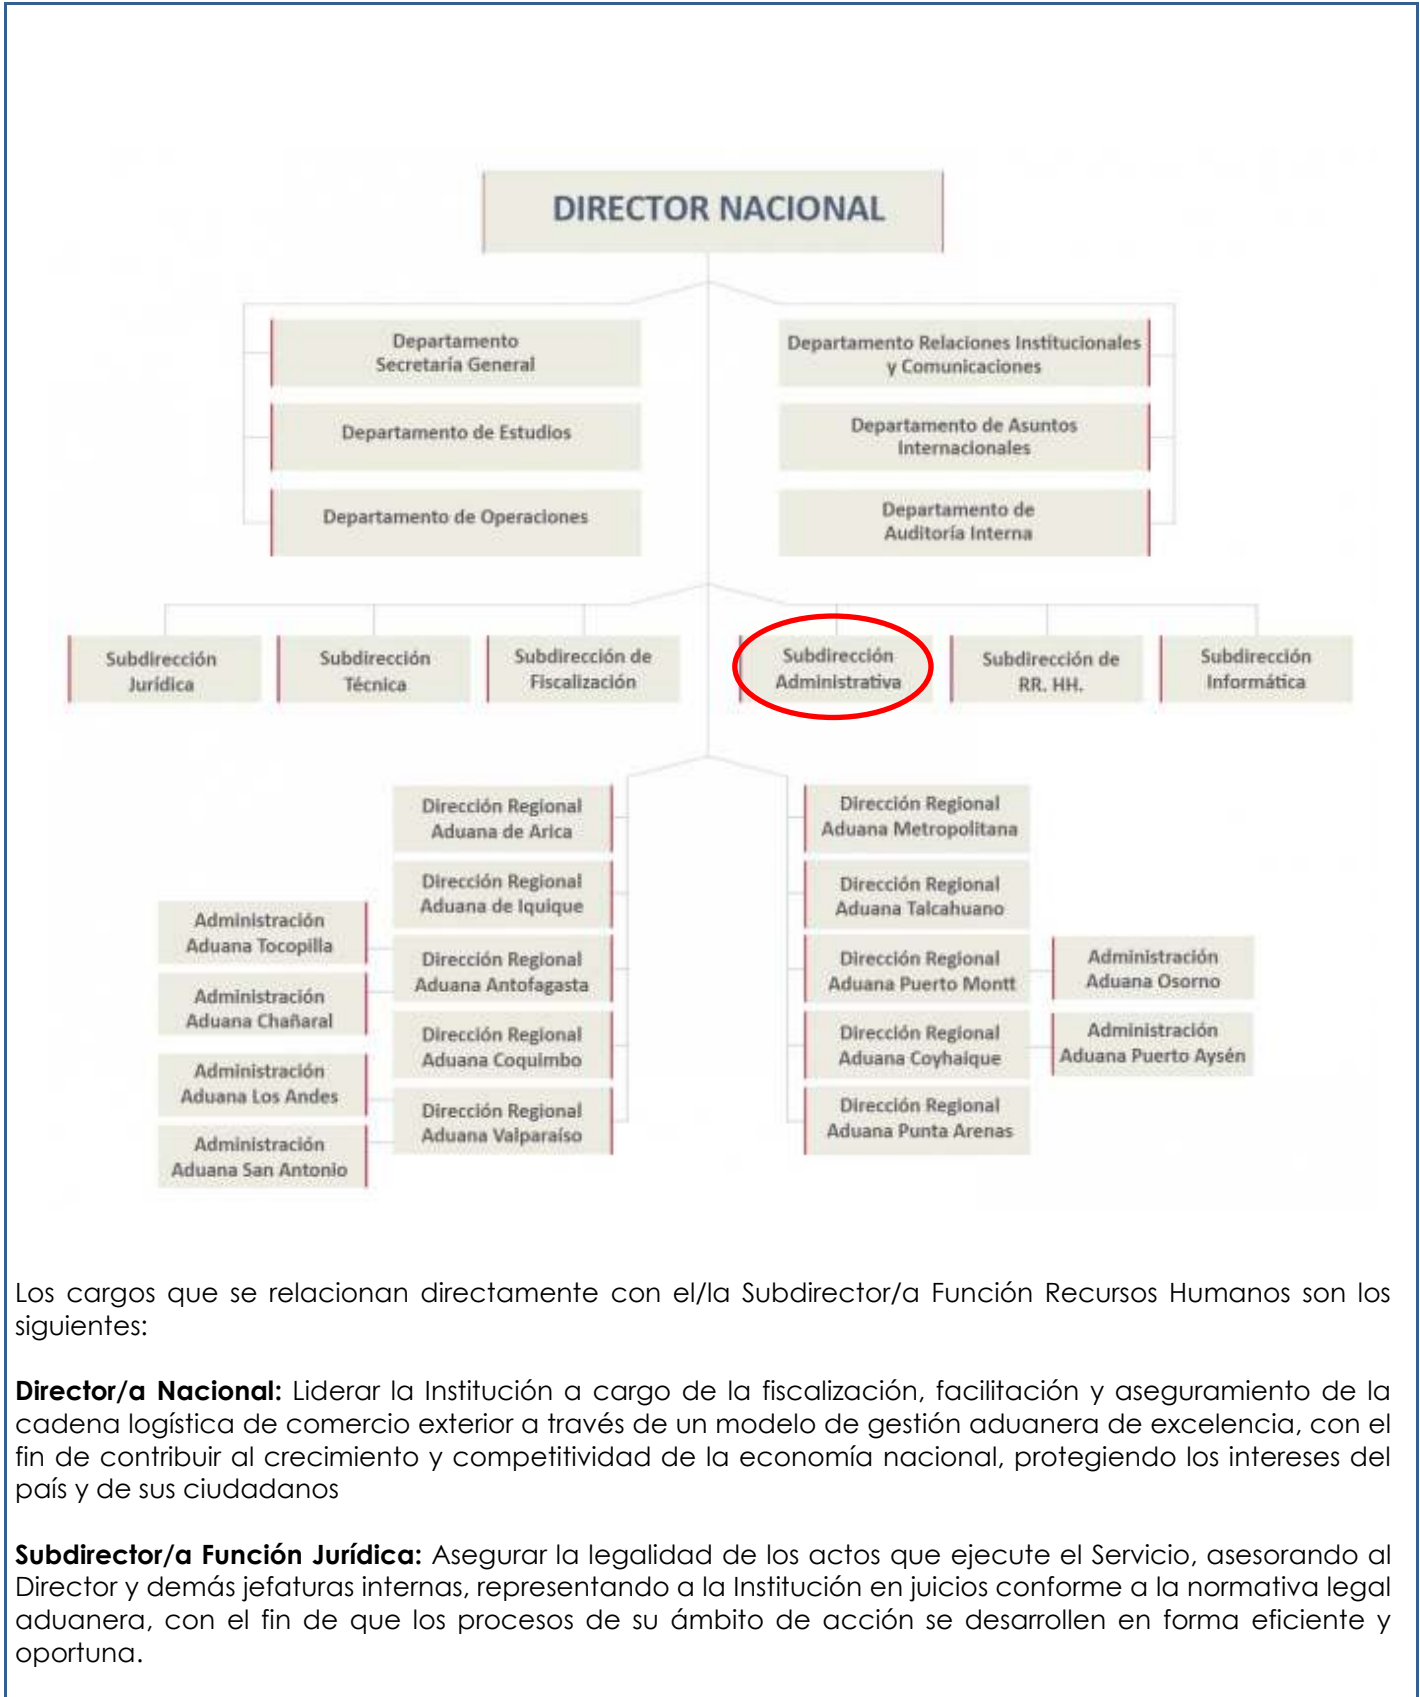 DIRECTOR NACIONAL
Departamento
Secretaría General
Departamento Relaciones Institucionales
y Comunicaciones
Departamento de Estudios
Departamento de Asuntos
Internacionales
Departamento de Operaciones
Departamento de
Auditoría Interna
Subdirección
Jurídica
Subdirección
Técnica
Subdirección de
Fiscalización
Subdirección
Administrativa
Subdirección de
RR. HH.
Subdirección
Informática
Dirección Regional
Aduana de Arica
Dirección Regional
Aduana de Iquique
Dirección Regional
Aduana Antofagasta
Dirección Regional
Aduana Coquimbo
Dirección Regional
Aduana Valparaíso
Administración
Aduana Tocopilla
Administración
Aduana Chañaral
Administración
Aduana Los Andes
Administración
Aduana San Antonio
Dirección Regional
Aduana Metropolitana
Dirección Regional
Aduana Talcahuano
Dirección Regional
Aduana Puerto Montt
Dirección Regional
Aduana Coyhaique
Dirección Regional
Aduana Punta Arenas
Administración
Aduana Osorno
Administración
Aduana Puerto Aysén
Los cargos que se relacionan directamente con el/la Subdirector/a Función Recursos Humanos son los
siguientes:
Director/a Nacional: Liderar la Institución a cargo de la fiscalización, facilitación y aseguramiento de la
cadena logística de comercio exterior a través de un modelo de gestión aduanera de excelencia, con el
fin de contribuir al crecimiento y competitividad de la economía nacional, protegiendo los intereses del
país y de sus ciudadanos
Subdirector/a Función Jurídica: Asegurar la legalidad de los actos que ejecute el Servicio, asesorando al
Director y demás jefaturas internas, representando a la Institución en juicios conforme a la normativa legal
aduanera, con el fin de que los procesos de su ámbito de acción se desarrollen en forma eficiente y
oportuna.